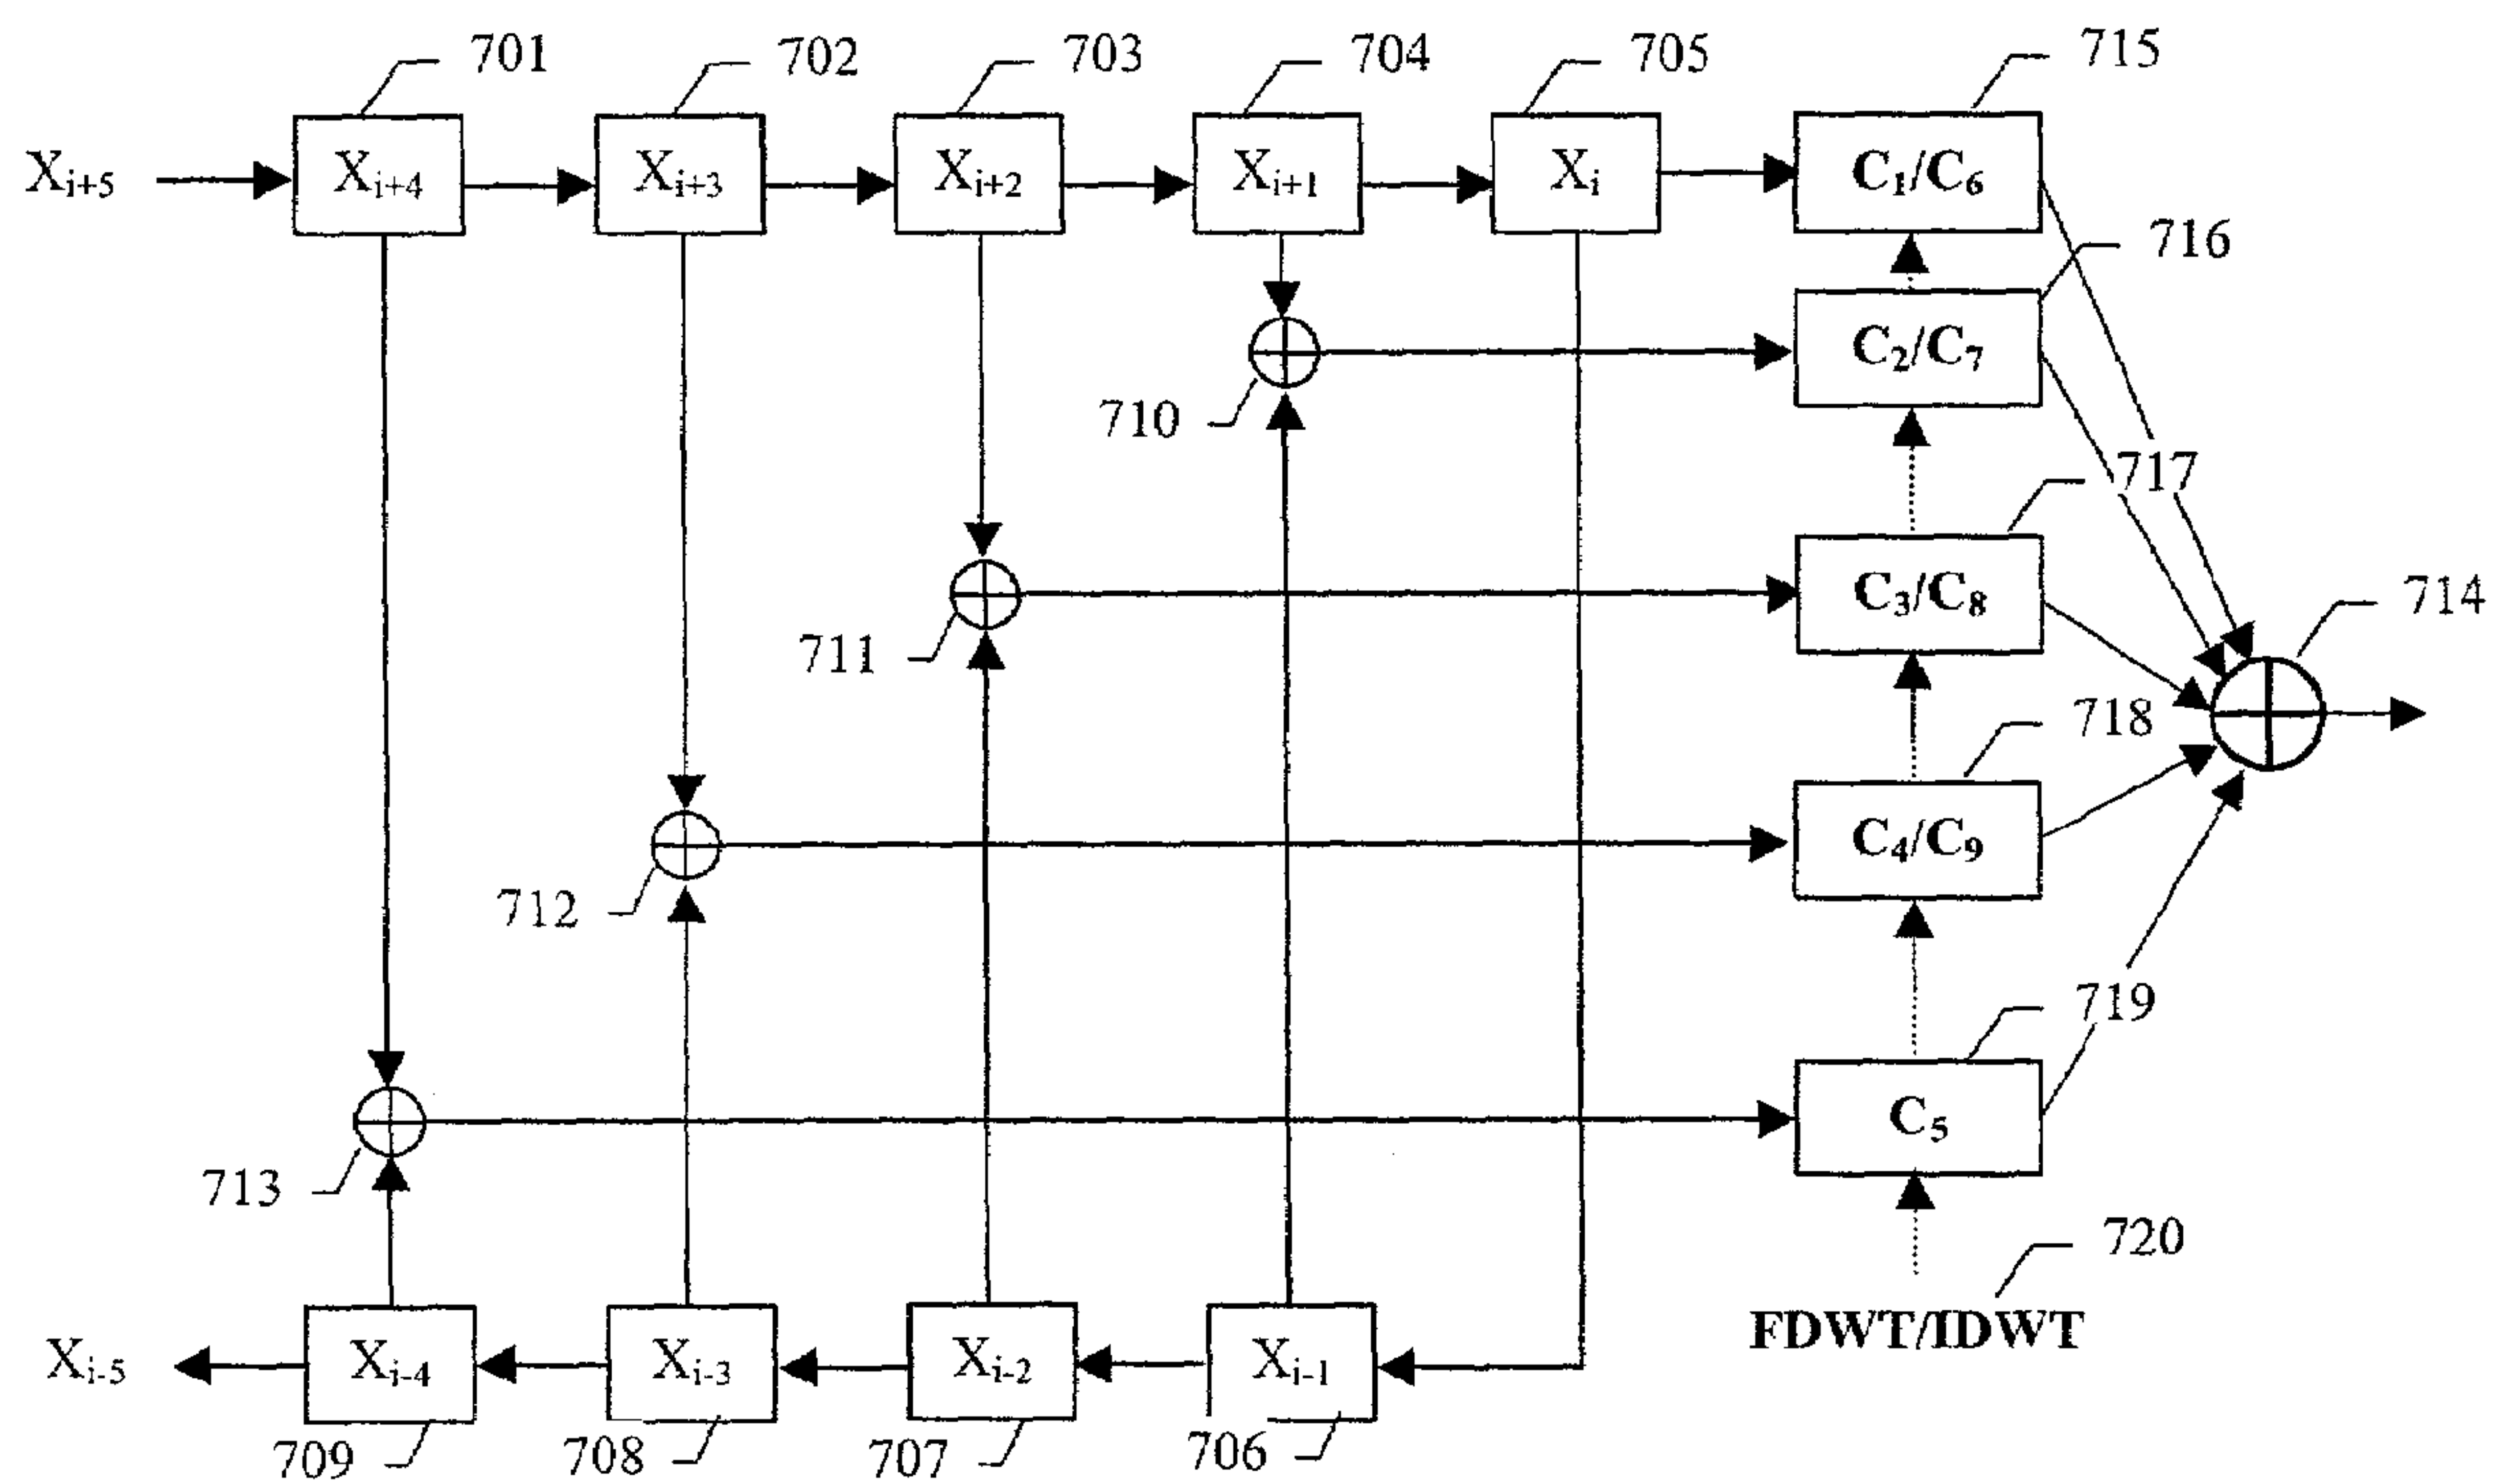 701 702 703 704 705 715
X_{i+5} X_{i+4} X_{i+3} X_{i+2} X_{i+1} X_i C_1/C_6
716
C_2/C_7
710
717
C_3/C_8
711
714
718
C_4/C_9
712
719
C_5
713
720
FDWT/IDWT
X_{i-5} X_{i-4} X_{i-3} X_{i-2} X_{i-1}
709 708 707 706